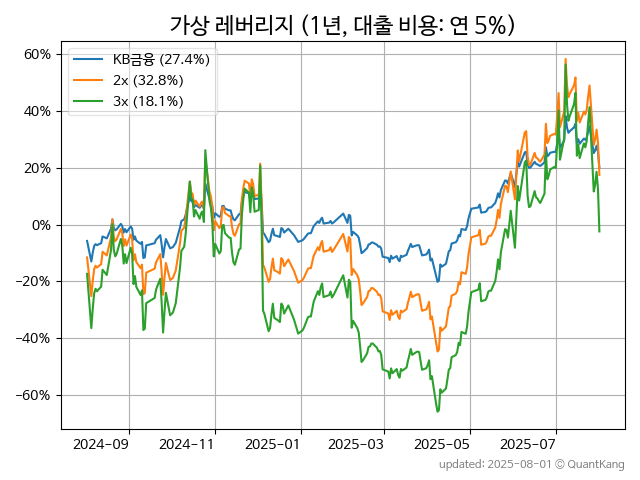 가상 레버리지 (1년, 대출 비용: 연 5%)
KB금융 (27.4%)
2x (32.8%)
3x (18.1%)
60%
40%
20%
0%
−20%
−40%
−60%
2024-09
2024-11
2025-01
2025-03
2025-05
2025-07
updated: 2025-08-01 © QuantKang